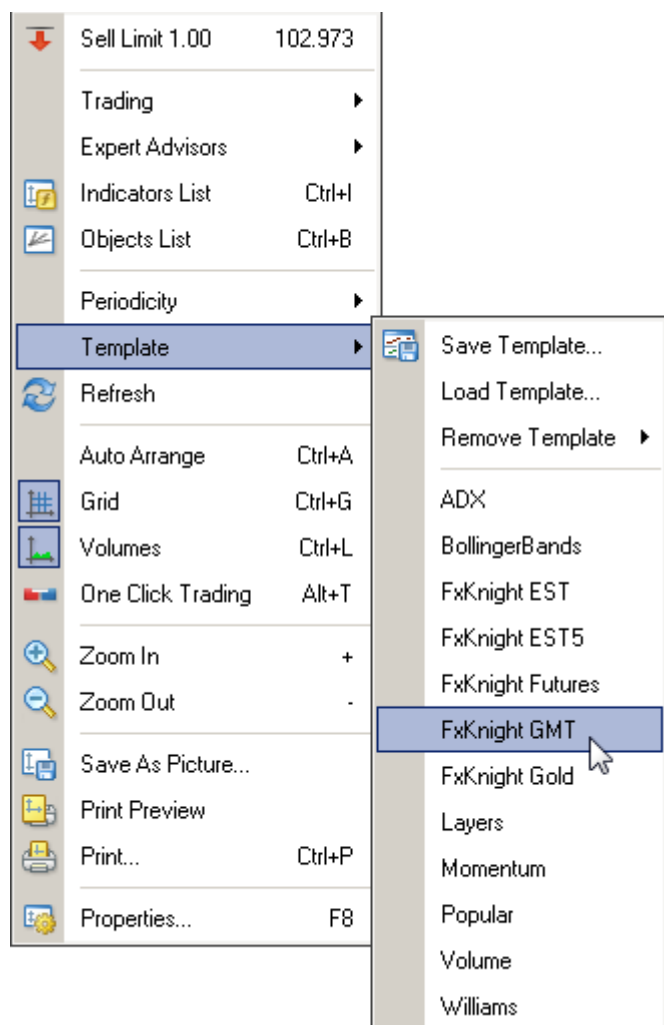 Sell Limit 1.00 102.973
Trading
Expert Advisors
Indicators List Ctrl+I
Objects List Ctrl+B
Periodicity
Template
Refresh
Auto Arrange Ctrl+A
Grid Ctrl+G
Volumes Ctrl+L
One Click Trading Alt+T
Zoom In +
Zoom Out -
Save As Picture...
Print Preview
Print... Ctrl+P
Properties... F8
Save Template...
Load Template...
Remove Template
ADX
BollingerBands
FxKnight EST
FxKnight EST5
FxKnight Futures
FxKnight GMT
FxKnight Gold
Layers
Momentum
Popular
Volume
Williams